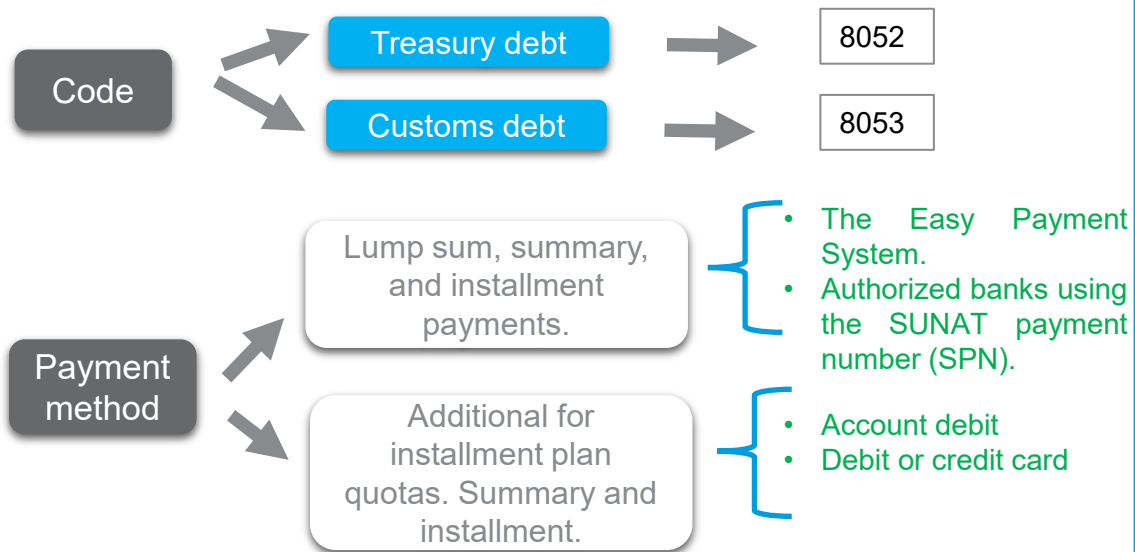 Code
Treasury debt
8052
Customs debt
8053
Payment
method
Lump sum, summary,
and installment
payments.
• The Easy Payment
System.
• Authorized banks using
the SUNAT payment
number (SPN).
Additional for
installment plan
quotas. Summary and
installment.
• Account debit
• Debit or credit card